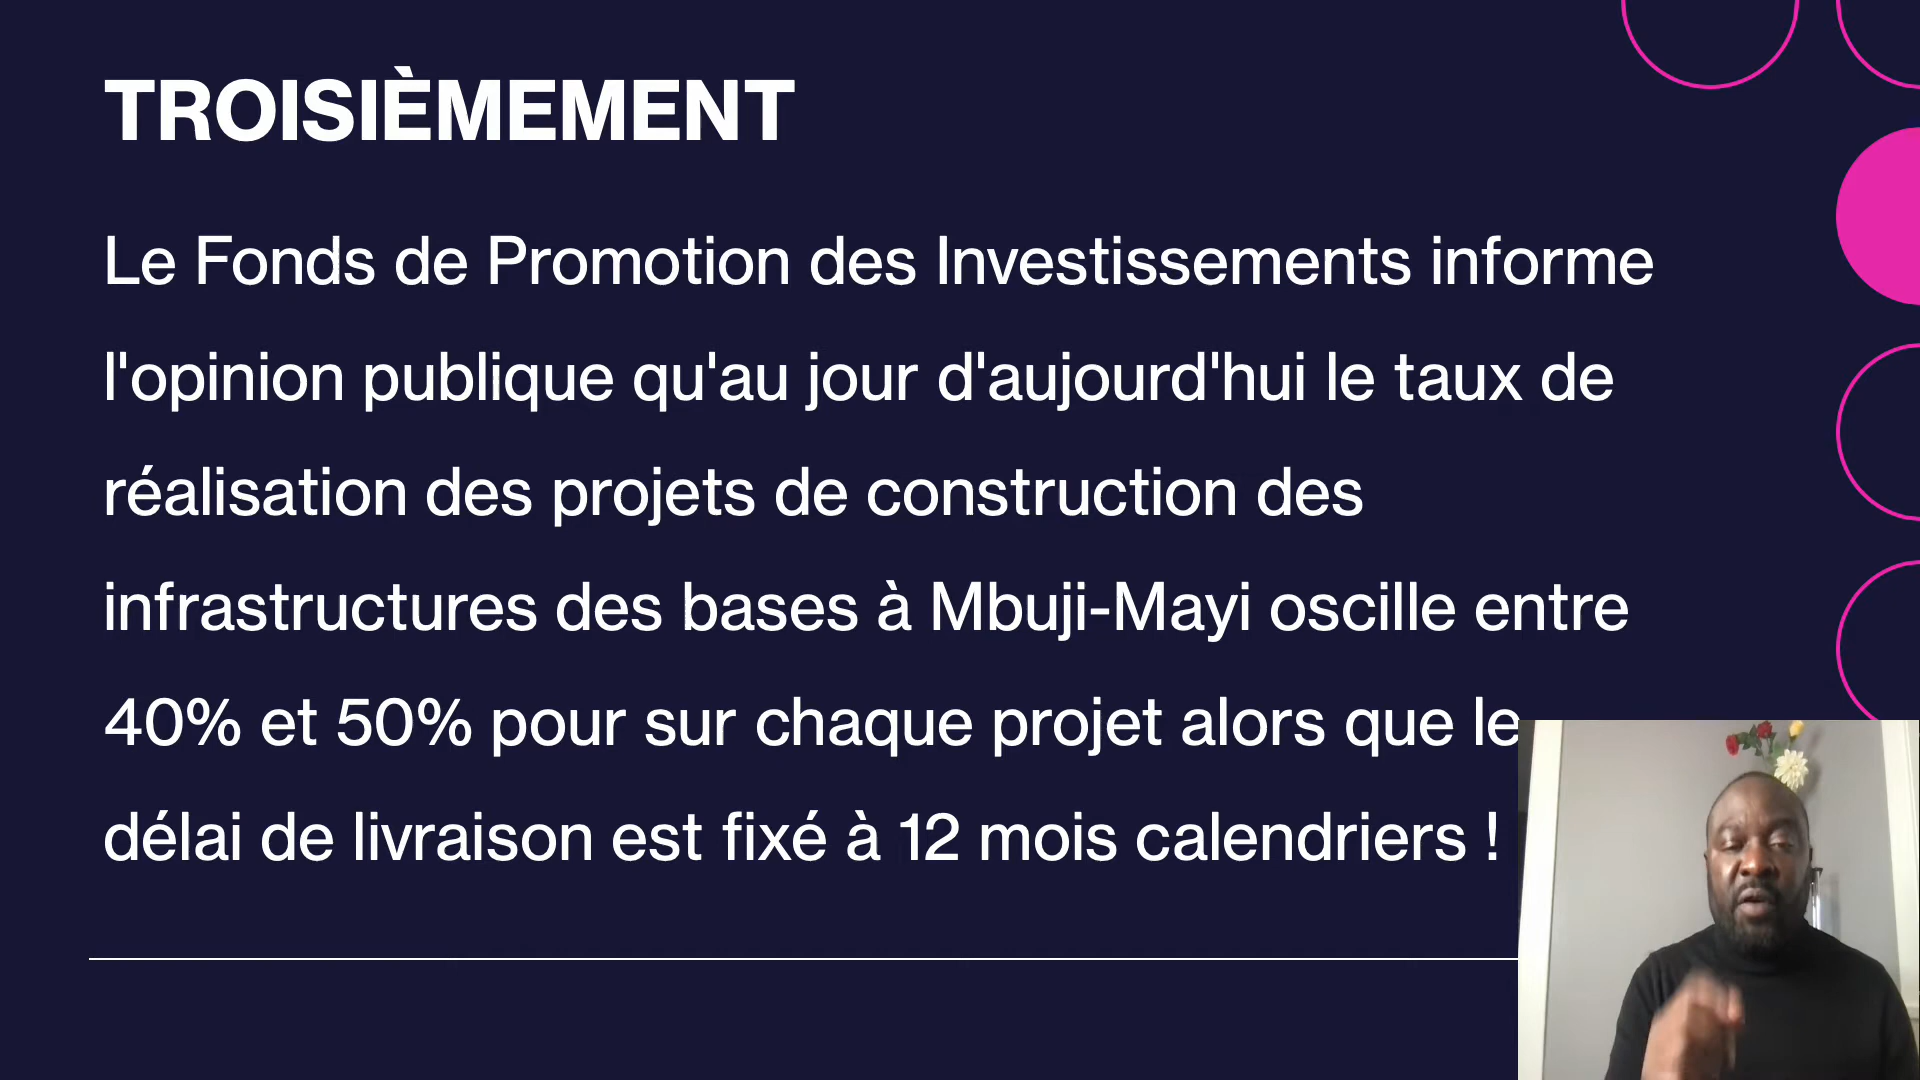 TROISIÈMEMENT
Le Fonds de Promotion des Investissements informe
l'opinion publique qu'au jour d'aujourd'hui le taux de
réalisation des projets de construction des
infrastructures des bases à Mbuji-Mayi oscille entre
40% et 50% pour sur chaque projet alors que le
délai de livraison est fixé à 12 mois calendriers !